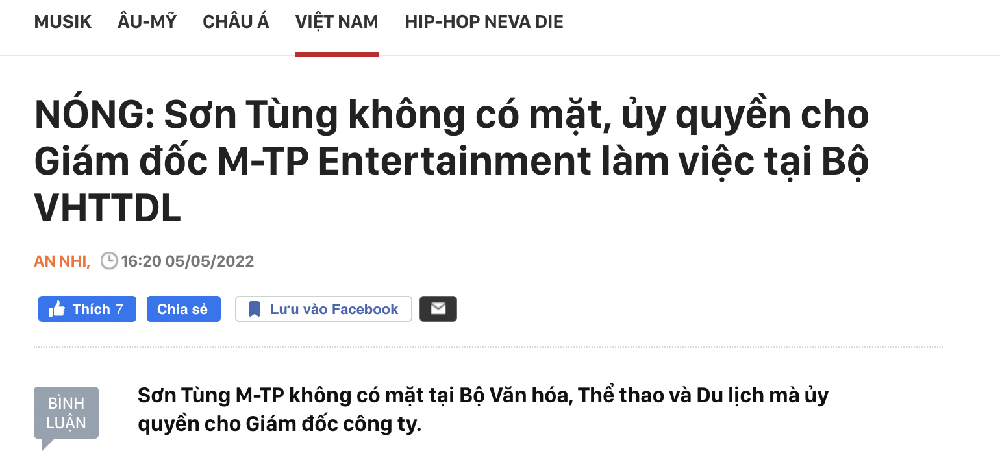 MUSIK ÂU-MỸ CHÂU Á VIỆT NAM HIP-HOP NEVA DIE
NÓNG: Sơn Tùng không có mặt, ủy quyền cho
Giám đốc M-TP Entertainment làm việc tại Bộ
VHTTDL
AN NHI, 16:20 05/05/2022
Thích 7 Chia sẻ Lưu vào Facebook
BÌNH
LUẬN
Sơn Tùng M-TP không có mặt tại Bộ Văn hóa, Thể thao và Du lịch mà ủy
quyền cho Giám đốc công ty.